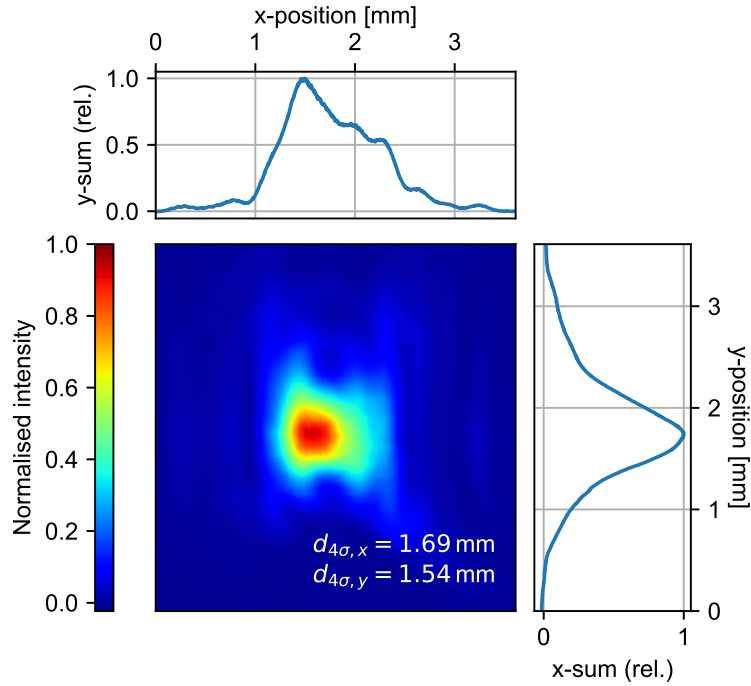 x-position [mm]
0 1 2 3
y-sum (rel.)
1.0
0.5
0.0
Normalised intensity
1.0
0.8
0.6
0.4
0.2
0.0
d4σ, x = 1.69 mm
d4σ, y = 1.54 mm
y-position [mm]
3
2
1
0
0 1
x-sum (rel.)